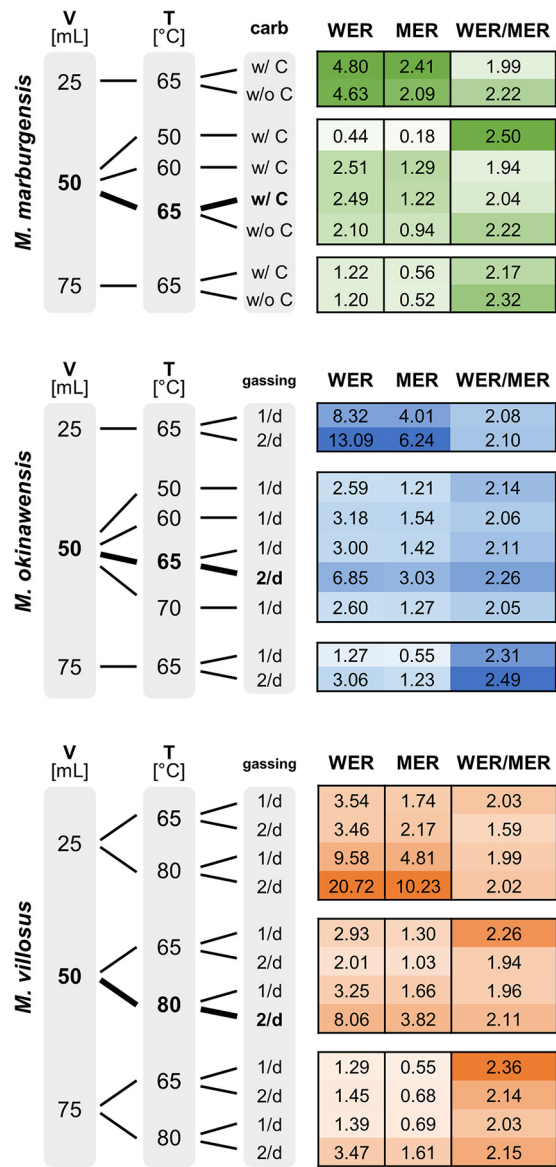 V T carb WER MER WER/MER
[mL] [°C]
M. marburgensis
25 65 w/ C 4.80 2.41 1.99
w/o C 4.63 2.09 2.22
50 50 w/ C 0.44 0.18 2.50
60 w/ C 2.51 1.29 1.94
65 w/ C 2.49 1.22 2.04
w/o C 2.10 0.94 2.22
75 65 w/ C 1.22 0.56 2.17
w/o C 1.20 0.52 2.32
V T gassing WER MER WER/MER
[mL] [°C]
M. okinawensis
25 65 1/d 8.32 4.01 2.08
2/d 13.09 6.24 2.10
50 50 1/d 2.59 1.21 2.14
60 1/d 3.18 1.54 2.06
65 1/d 3.00 1.42 2.11
2/d 6.85 3.03 2.26
70 1/d 2.60 1.27 2.05
75 65 1/d 1.27 0.55 2.31
2/d 3.06 1.23 2.49
V T gassing WER MER WER/MER
[mL] [°C]
M. villosus
25 65 1/d 3.54 1.74 2.03
2/d 3.46 2.17 1.59
80 1/d 9.58 4.81 1.99
2/d 20.72 10.23 2.02
50 65 1/d 2.93 1.30 2.26
2/d 2.01 1.03 1.94
80 1/d 3.25 1.66 1.96
2/d 8.06 3.82 2.11
75 65 1/d 1.29 0.55 2.36
2/d 1.45 0.68 2.14
80 1/d 1.39 0.69 2.03
2/d 3.47 1.61 2.15